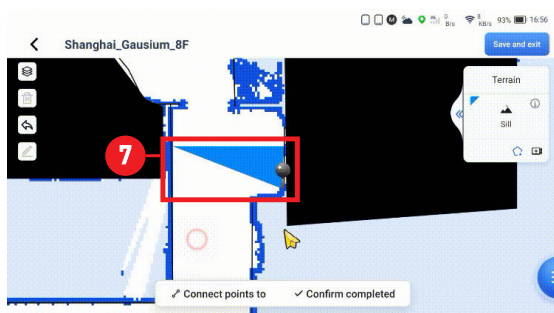 93% 16:56
Shanghai_Gausium_8F
Save and exit
Terrain
Sill
7
Connect points to
Confirm completed